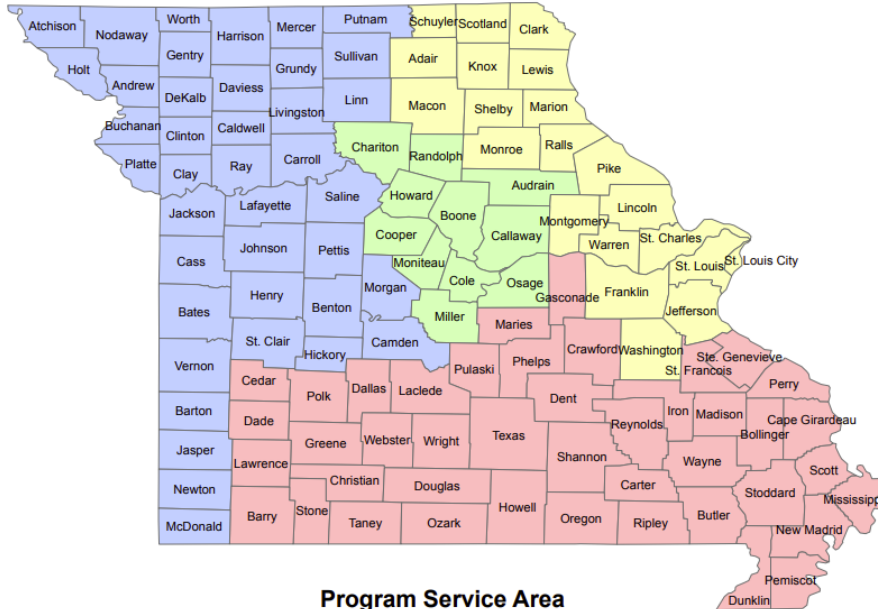 Atchison
Nodaway
Worth
Harrison
Mercer
Putnam
Schuyler
Scotland
Clark
Holt
Andrew
Gentry
Grundy
Sullivan
Adair
Knox
Lewis
DeKalb
Daviess
Livingston
Linn
Macon
Shelby
Marion
Buchanan
Clinton
Caldwell
Chariton
Randolph
Monroe
Ralls
Platte
Clay
Ray
Carroll
Pike
Saline
Howard
Boone
Audrain
Jackson
Lafayette
Cooper
Callaway
Montgomery
Lincoln
Cass
Johnson
Pettis
Moniteau
Warren
St. Charles
Cole
Osage
St. Louis
St. Louis City
Bates
Henry
Benton
Morgan
Miller
Gasconade
Franklin
Jefferson
St. Clair
Hickory
Camden
Maries
Vernon
Cedar
Pulaski
Phelps
Crawford
Washington
Ste. Genevieve
St. Francois
Perry
Barton
Dade
Polk
Dallas
Laclede
Dent
Iron
Madison
Cape Girardeau
Bollinger
Jasper
Lawrence
Greene
Webster
Wright
Texas
Reynolds
Shannon
Wayne
Scott
Newton
Christian
Douglas
Carter
Stoddard
Mississipp
McDonald
Barry
Stone
Taney
Ozark
Howell
Oregon
Ripley
Butler
New Madrid
Pemiscot
Dunklin
Program Service Area